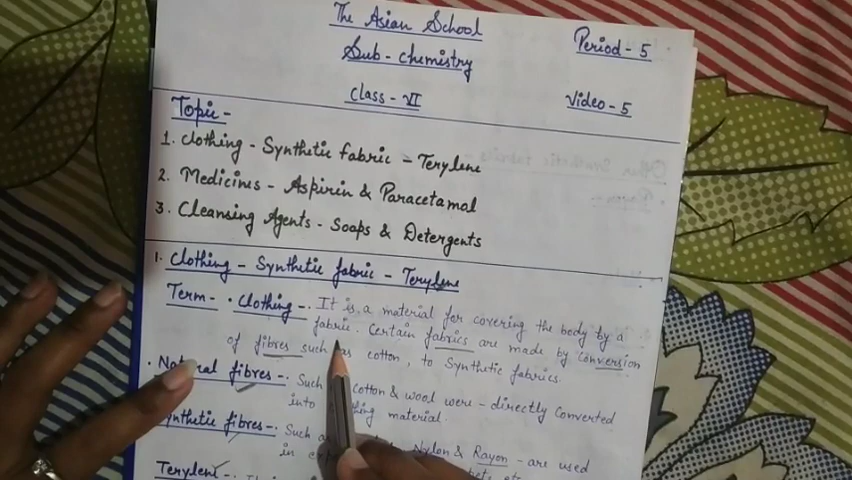 The Asian School
Sub - chemistry
Period - 5
Class - VI
Video - 5
Topic -
1. Clothing - Synthetic fabric - Terylene
2. Medicines - Aspirin & Paracetamol
3. Cleansing Agents - Soaps & Detergents
1. Clothing - Synthetic fabric - Terylene
Term - • Clothing -. It is a material for covering the body by a
fabric. Certain fabrics are made by conversion
of fibres such as cotton, to Synthetic fabrics.
• Natural fibres -. Such cotton & wool were - directly Converted
into material.
Synthetic fibres -. Such Nylon & Rayon - are used
in
Terylene -.